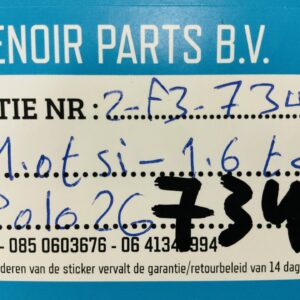 ENOIR PARTS B.V.
TIE NR : 2-f3-734
1.0tsi-1.6 t
Polo 2G 734
- 085 0603676 - 06 4134 994
deren van de sticker vervalt de garantie/retourbeleid van 14 dag